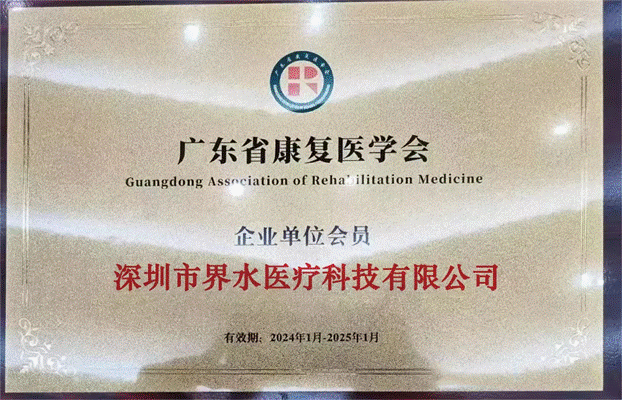 广东省康复医学会
Guangdong Association of Rehabilitation Medicine
企业单位会员
深圳市界水医疗科技有限公司
有效期：2024年1月-2025年1月